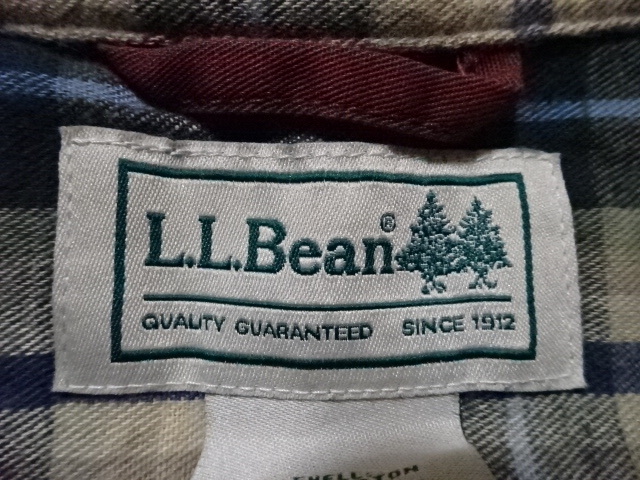 L.L.Bean®
QUALITY GUARANTEED SINCE 1912